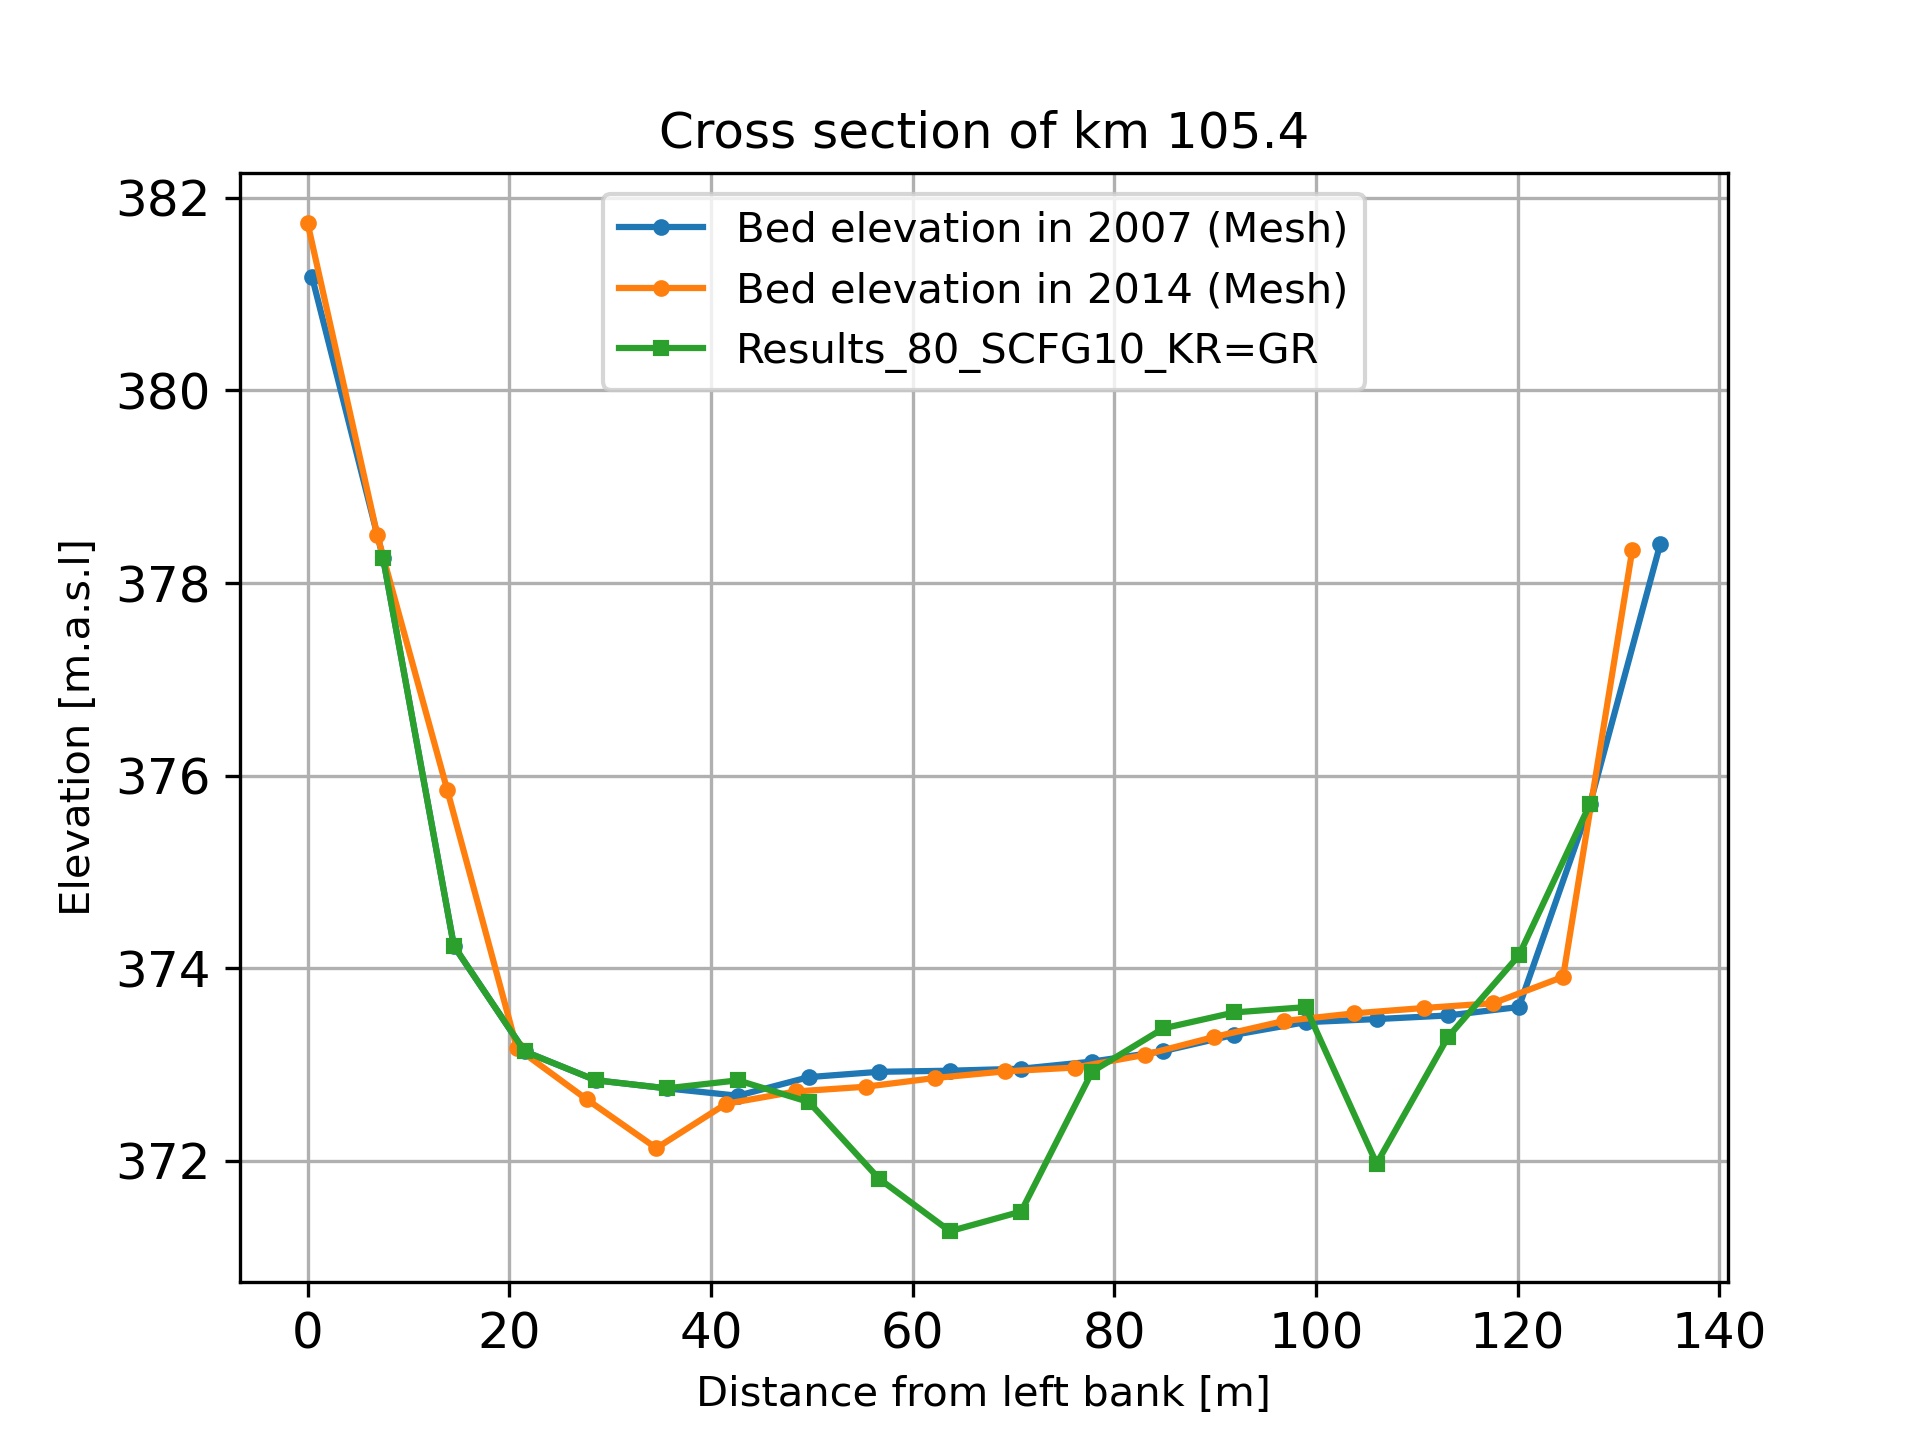 Cross section of km 105.4
Bed elevation in 2007 (Mesh)
Bed elevation in 2014 (Mesh)
Results_80_SCFG10_KR=GR
Elevation [m.a.s.l]
382
380
378
376
374
372
0 20 40 60 80 100 120 140
Distance from left bank [m]